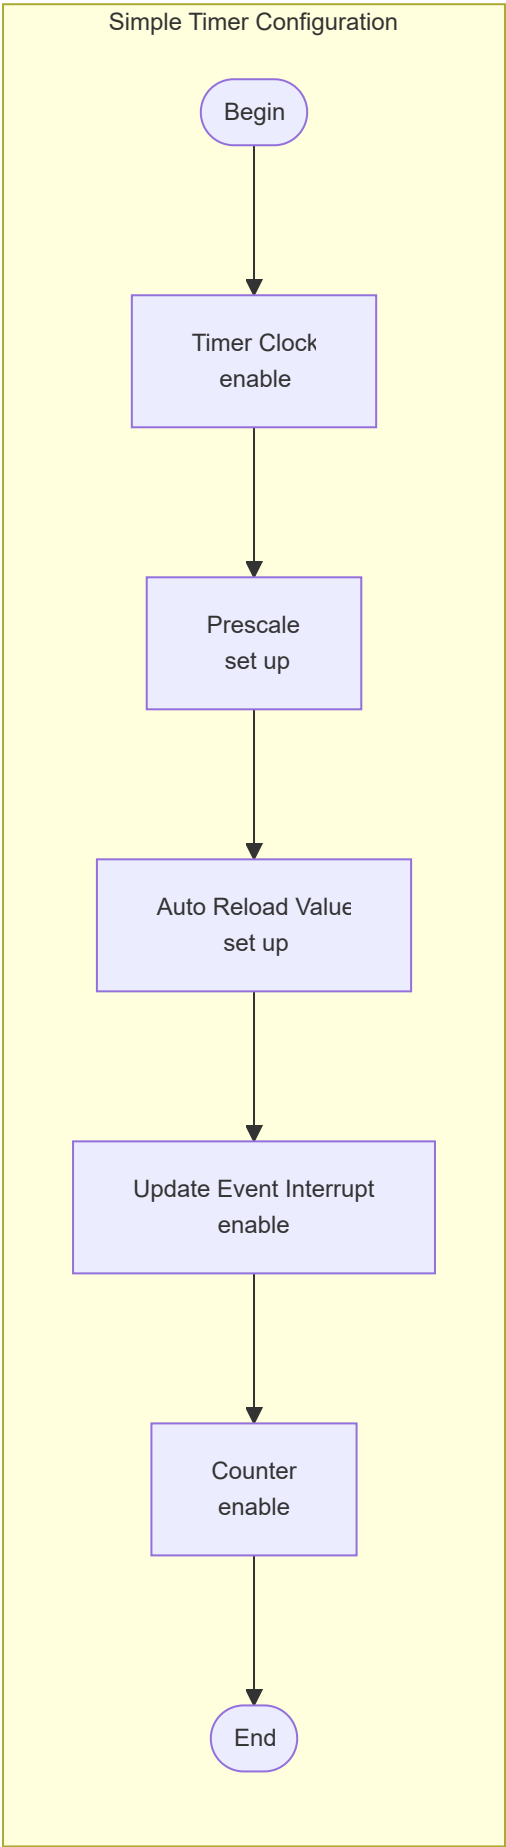 Simple Timer Configuration
Begin
Timer Clock
enable
Prescale
set up
Auto Reload Value
set up
Update Event Interrupt
enable
Counter
enable
End